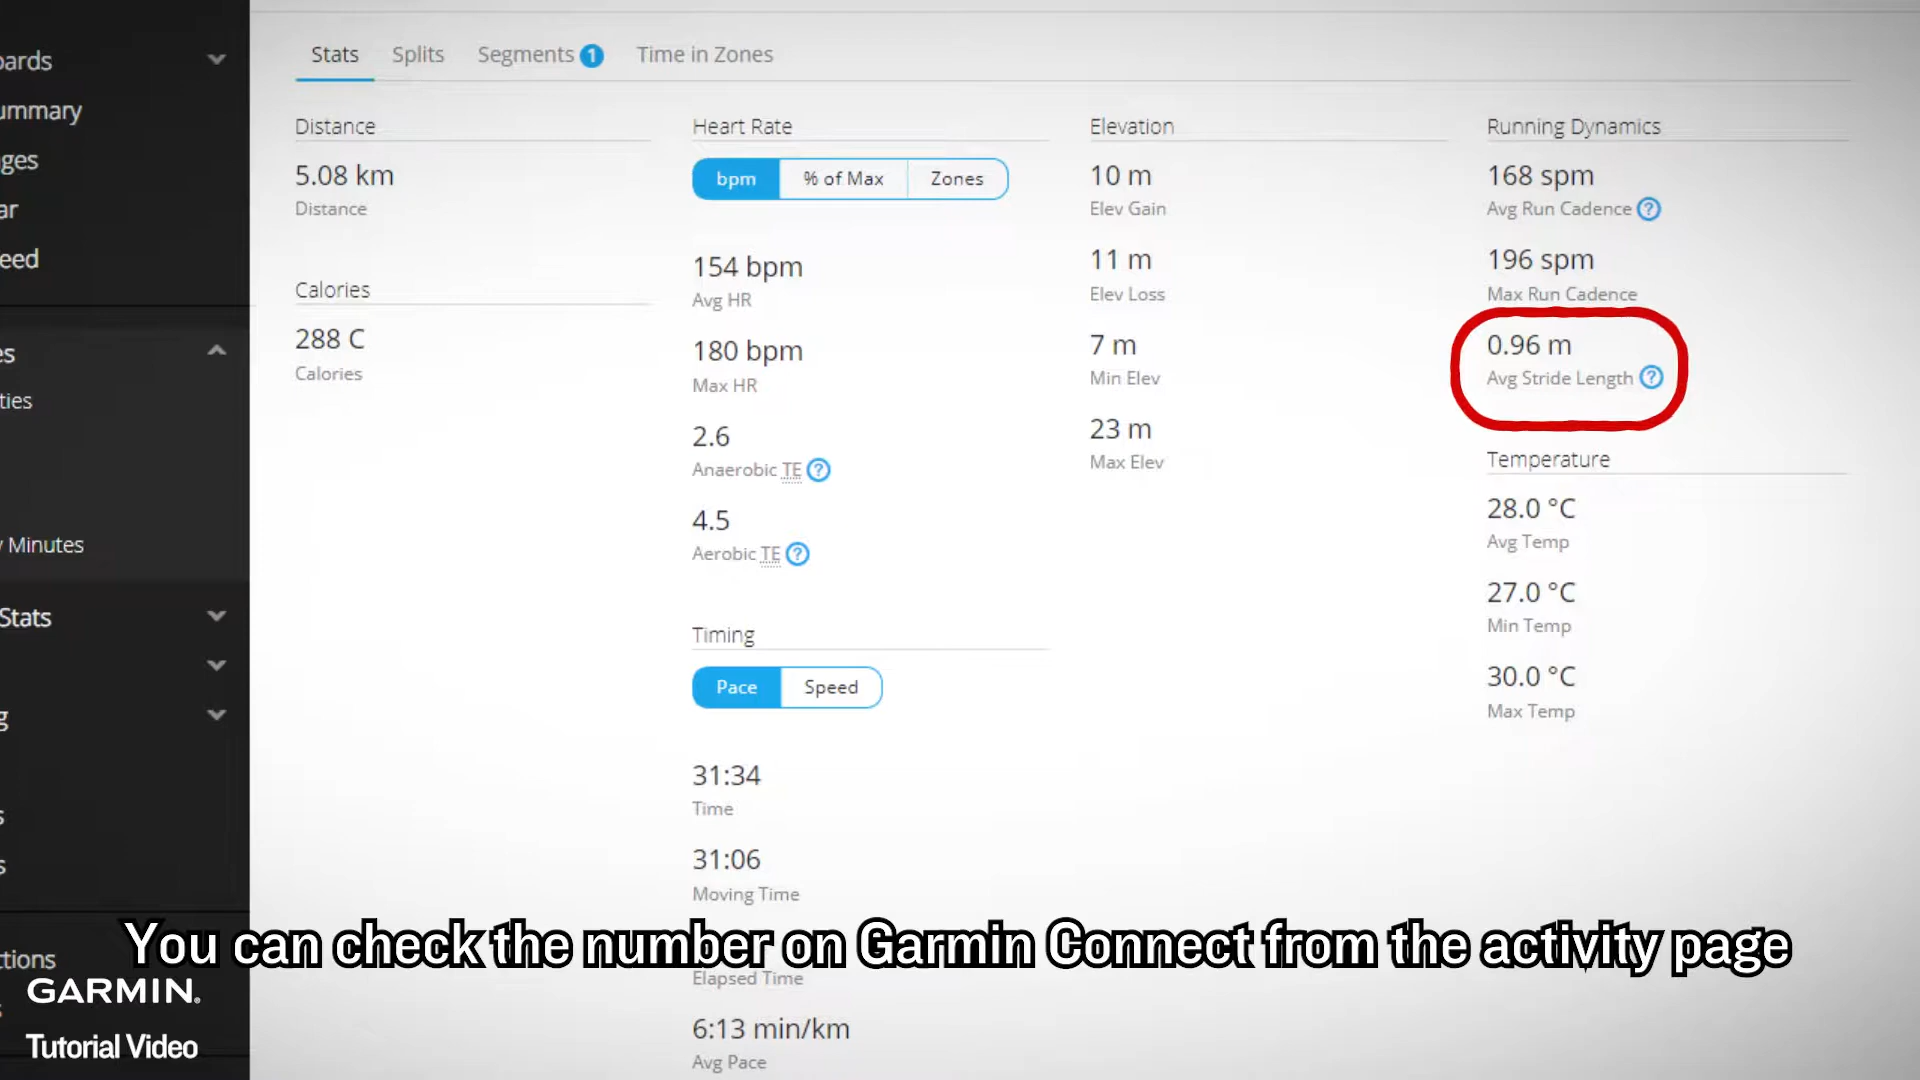 Stats
Splits
Segments 1
Time in Zones
ards
ummary
ges
ar
eed
es
ties
y Minutes
Stats
g
s
s
ctions
Distance
5.08 km
Distance
Calories
288 C
Calories
Heart Rate
bpm
% of Max
Zones
154 bpm
Avg HR
180 bpm
Max HR
2.6
Anaerobic TE ?
4.5
Aerobic TE ?
Timing
Pace
Speed
31:34
Time
31:06
Moving Time
Elapsed Time
6:13 min/km
Avg Pace
Elevation
10 m
Elev Gain
11 m
Elev Loss
7 m
Min Elev
23 m
Max Elev
Running Dynamics
168 spm
Avg Run Cadence ?
196 spm
Max Run Cadence
0.96 m
Avg Stride Length ?
Temperature
28.0 °C
Avg Temp
27.0 °C
Min Temp
30.0 °C
Max Temp
You can check the number on Garmin Connect from the activity page
GARMIN.
Tutorial Video